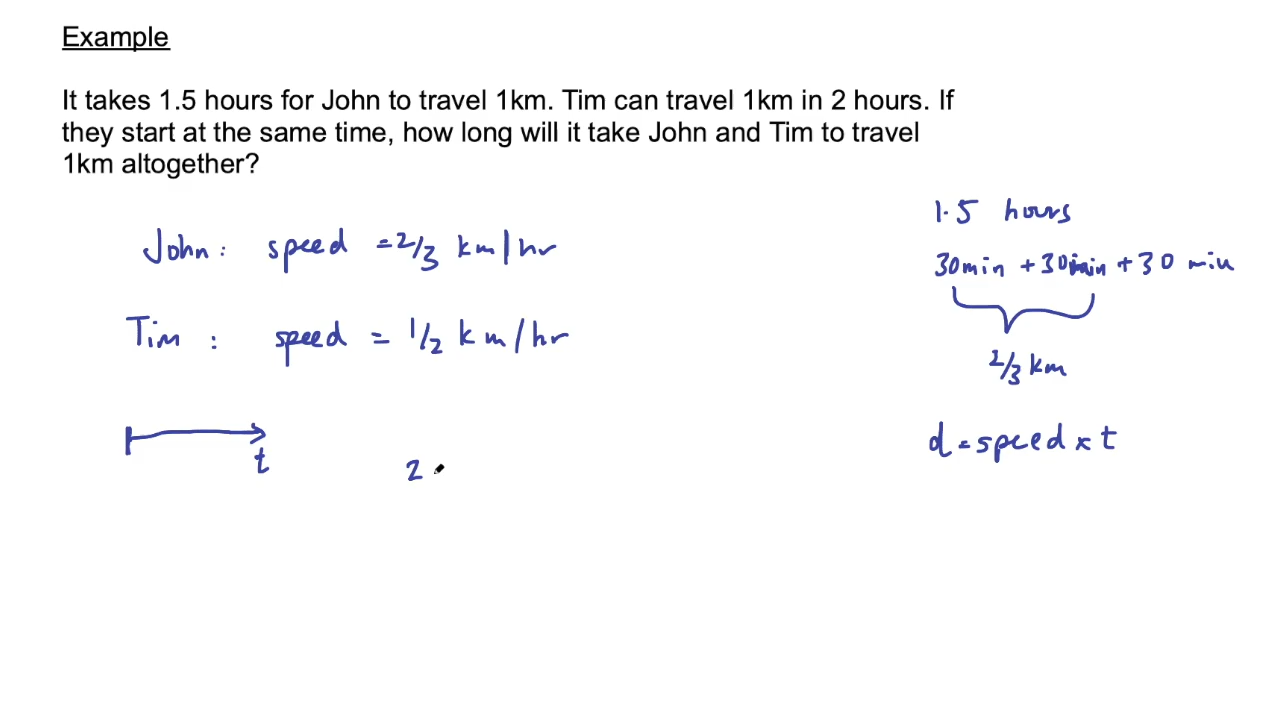 Example
It takes 1.5 hours for John to travel 1km. Tim can travel 1km in 2 hours. If
they start at the same time, how long will it take John and Tim to travel
1km altogether?
1.5 hours
John: speed = 2/3 km/hr
30min + 30min + 30 min
Tim : speed = 1/2 km/hr
2/3 km
d = speed x t
t
2